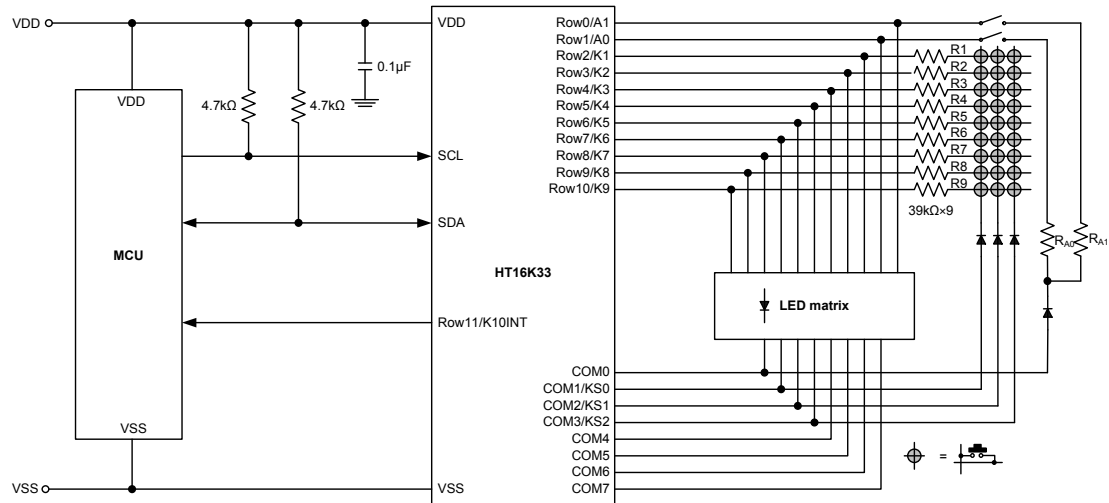 VDD
VDD
4.7kΩ
4.7kΩ
0.1μF
MCU
VSS
VSS
VDD
SCL
SDA
HT16K33
Row11/K10INT
VSS
Row0/A1
Row1/A0
Row2/K1
Row3/K2
Row4/K3
Row5/K4
Row6/K5
Row7/K6
Row8/K7
Row9/K8
Row10/K9
COM0
COM1/KS0
COM2/KS1
COM3/KS2
COM4
COM5
COM6
COM7
R1
R2
R3
R4
R5
R6
R7
R8
R9
39kΩ×9
RA0
RA1
LED matrix
=